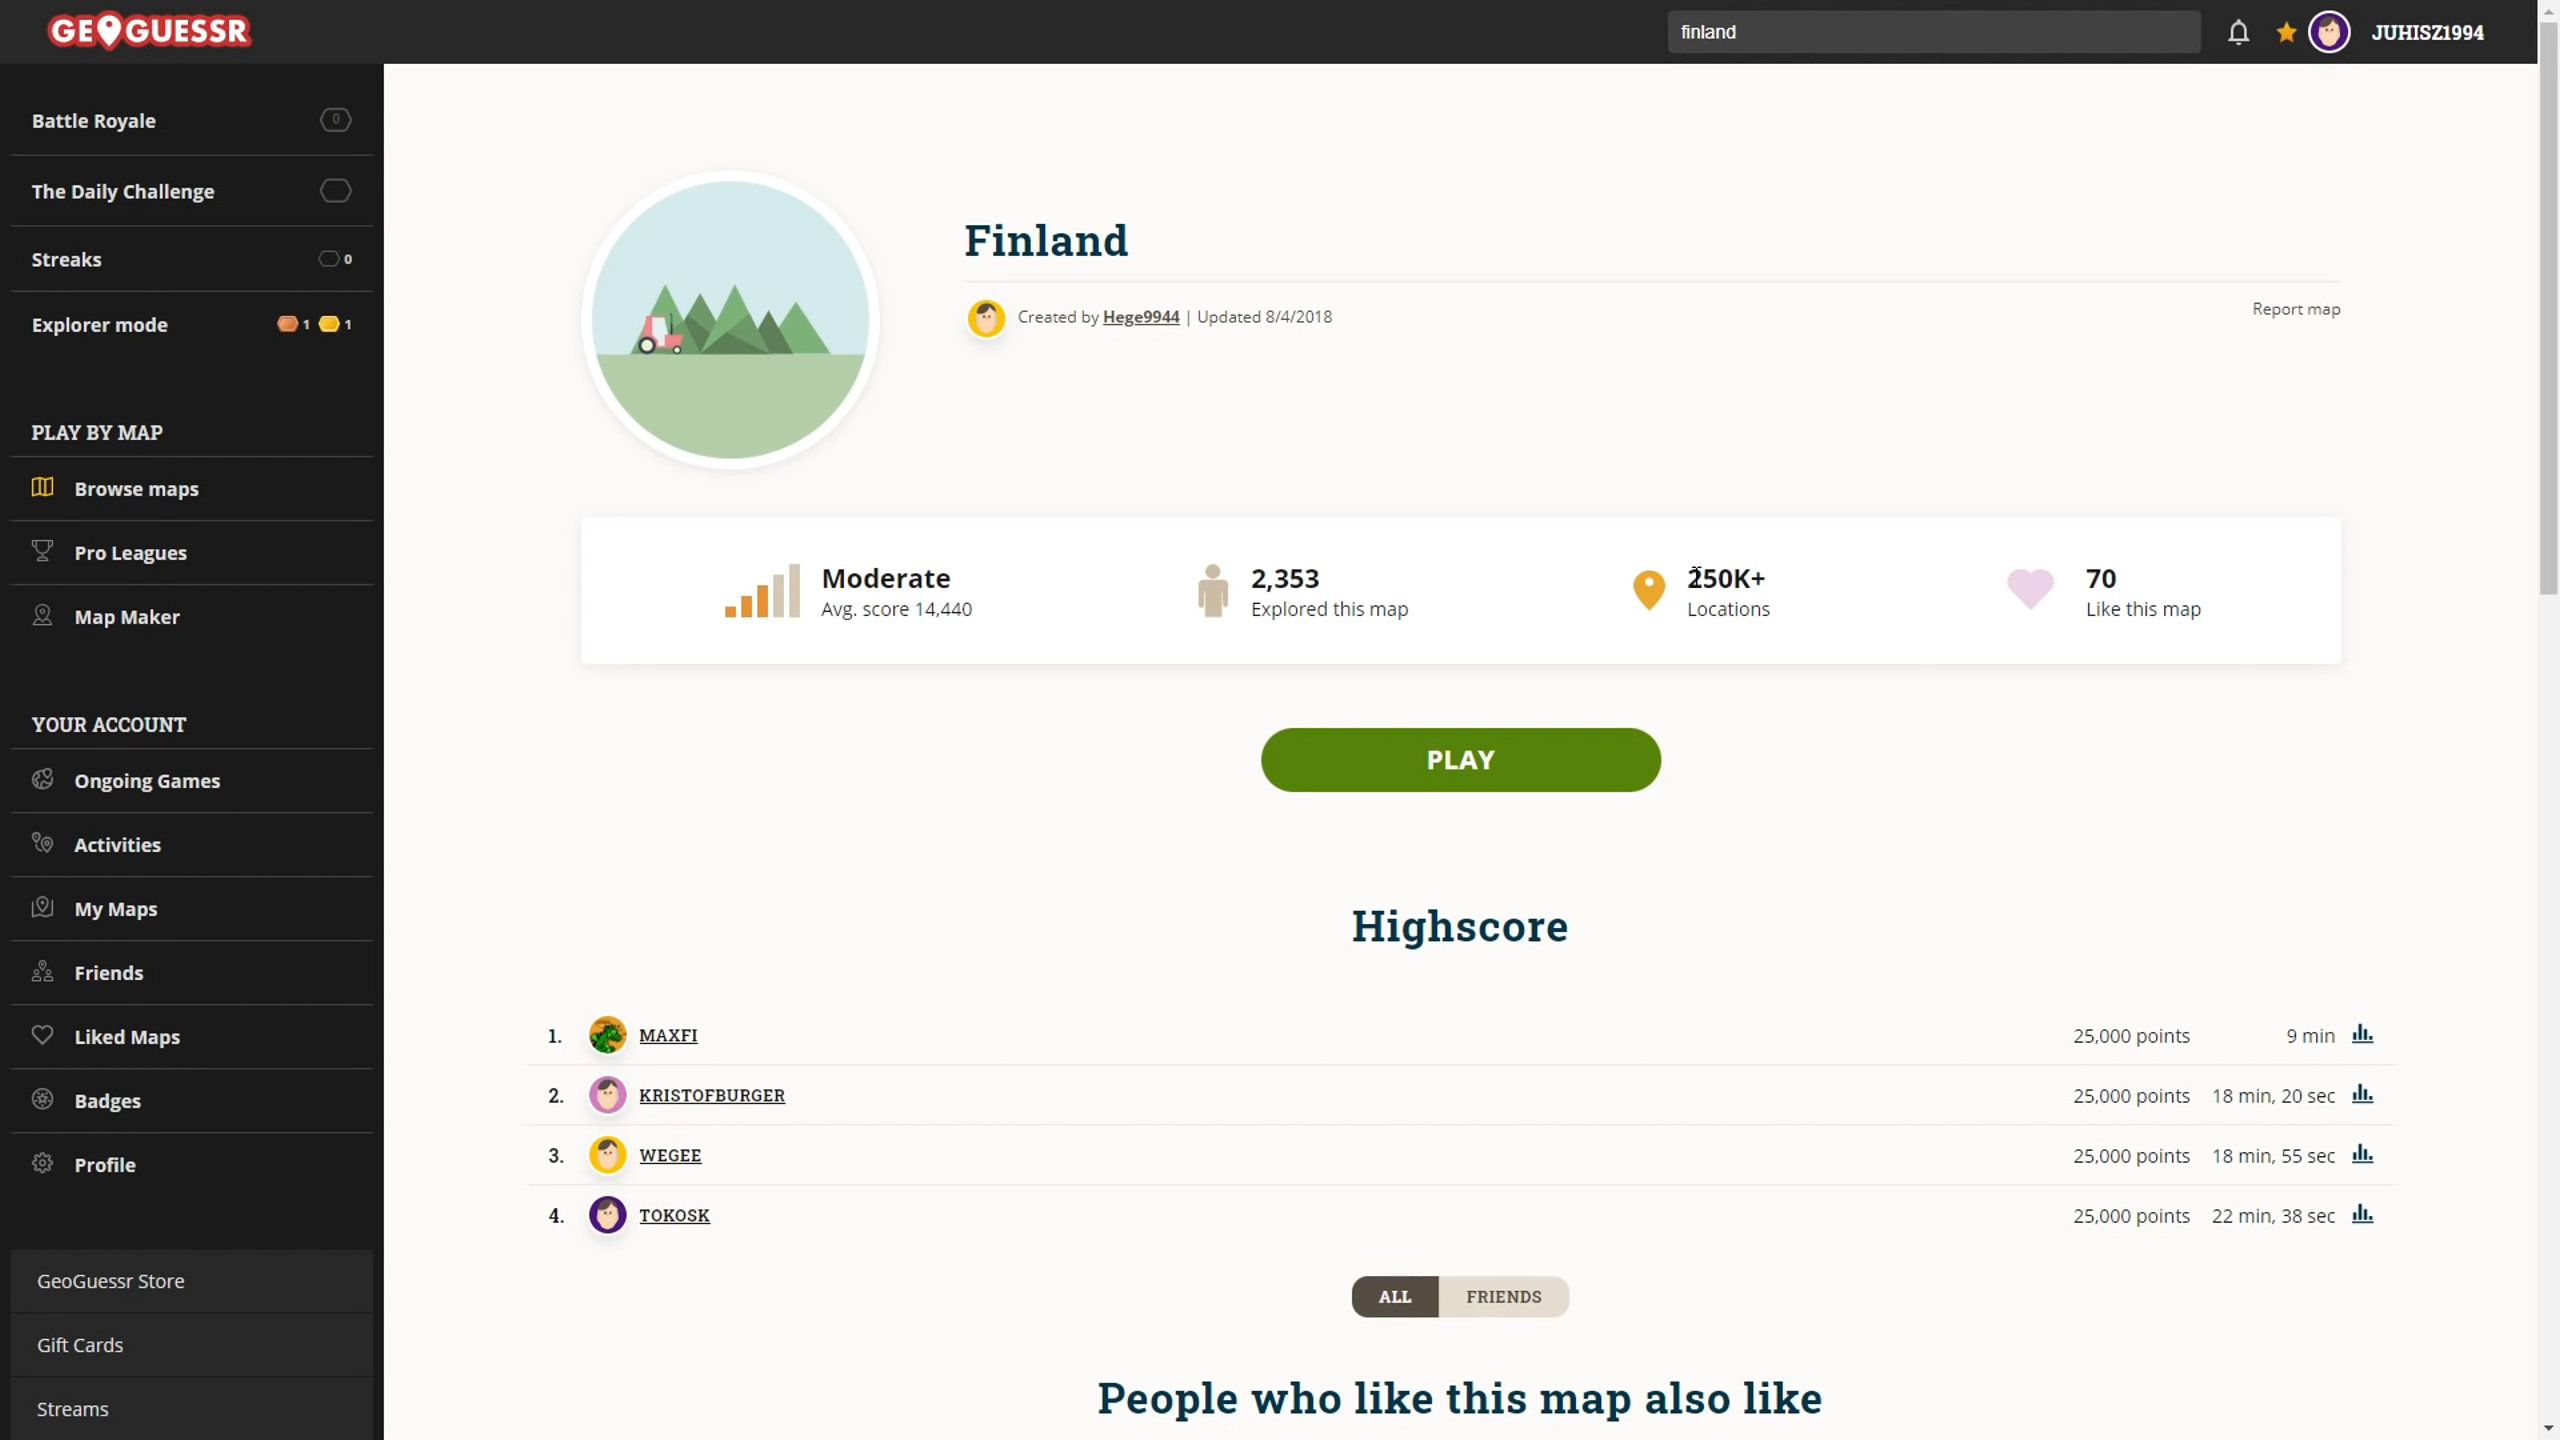 GEOGUESSR
finland
JUHISZ1994
Battle Royale 0
The Daily Challenge
Streaks 0
Explorer mode 1 1
PLAY BY MAP
Browse maps
Pro Leagues
Map Maker
YOUR ACCOUNT
Ongoing Games
Activities
My Maps
Friends
Liked Maps
Badges
Profile
GeoGuessr Store
Gift Cards
Streams
Finland
Created by Hege9944 | Updated 8/4/2018
Report map
Moderate
Avg. score 14,440
2,353
Explored this map
250K+
Locations
70
Like this map
PLAY
Highscore
1. MAXFI 25,000 points 9 min
2. KRISTOFBURGER 25,000 points 18 min, 20 sec
3. WEGEE 25,000 points 18 min, 55 sec
4. TOKOSK 25,000 points 22 min, 38 sec
ALL FRIENDS
People who like this map also like